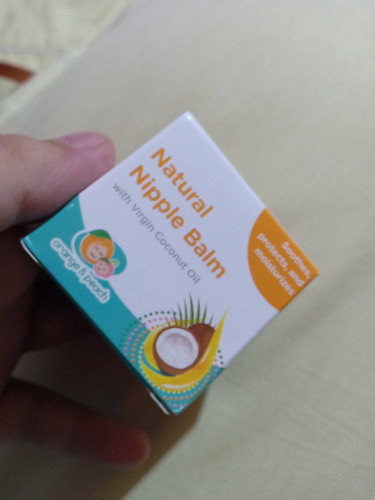 Natural
Nipple Balm
with Virgin Coconut Oil
Soothes,
protects, and
moisturizes
orange & peach